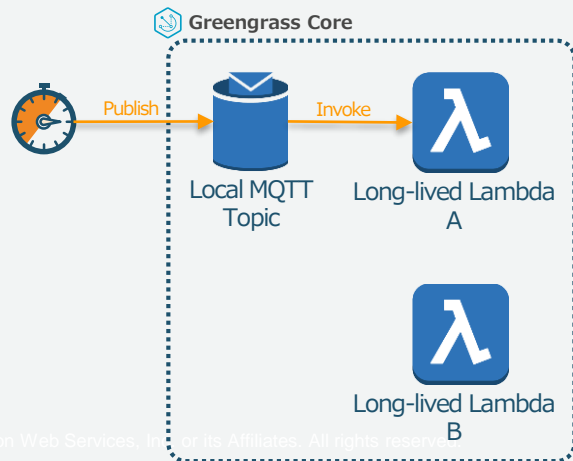 Greengrass Core
Publish
Invoke
Local MQTT
Topic
Long-lived Lambda
A
Long-lived Lambda
B
on Web Services, Inc. or its Affiliates. All rights reserved.